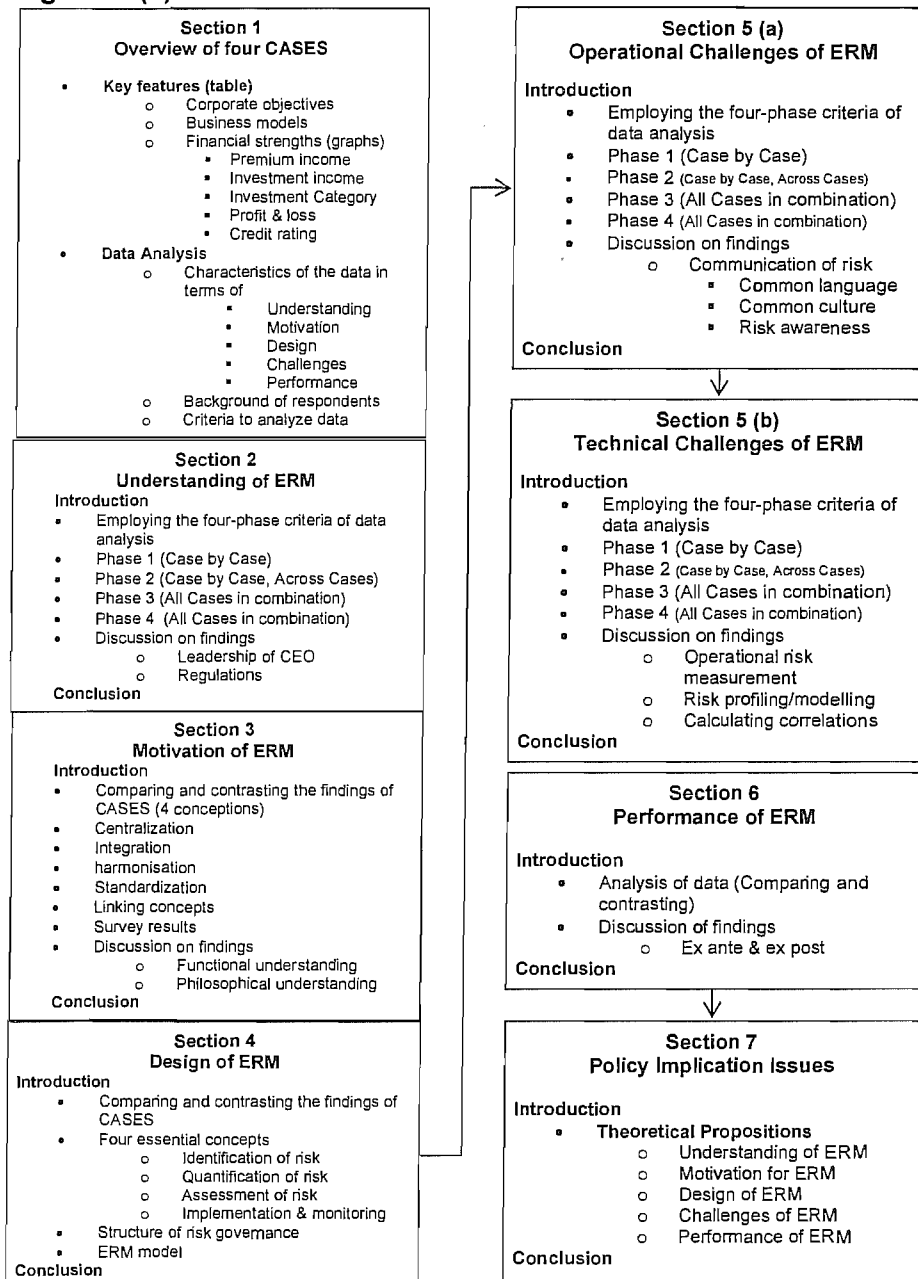 Section 1
Overview of four CASES
• Key features (table)
o Corporate objectives
o Business models
o Financial strengths (graphs)
▪ Premium income
▪ Investment income
▪ Investment Category
▪ Profit & loss
▪ Credit rating
• Data Analysis
o Characteristics of the data in
terms of
▪ Understanding
▪ Motivation
▪ Design
▪ Challenges
▪ Performance
o Background of respondents
o Criteria to analyze data
Section 2
Understanding of ERM
Introduction
▪ Employing the four-phase criteria of data
analysis
▪ Phase 1 (Case by Case)
▪ Phase 2 (Case by Case, Across Cases)
▪ Phase 3 (All Cases in combination)
▪ Phase 4 (All Cases in combination)
▪ Discussion on findings
o Leadership of CEO
o Regulations
Conclusion
Section 3
Motivation of ERM
Introduction
▪ Comparing and contrasting the findings of
CASES (4 conceptions)
▪ Centralization
▪ Integration
▪ harmonisation
▪ Standardization
▪ Linking concepts
▪ Survey results
▪ Discussion on findings
o Functional understanding
o Philosophical understanding
Conclusion
Section 4
Design of ERM
Introduction
▪ Comparing and contrasting the findings of
CASES
▪ Four essential concepts
o Identification of risk
o Quantification of risk
o Assessment of risk
o Implementation & monitoring
▪ Structure of risk governance
▪ ERM model
Conclusion
Section 5 (a)
Operational Challenges of ERM
Introduction
▪ Employing the four-phase criteria of
data analysis
▪ Phase 1 (Case by Case)
▪ Phase 2 (Case by Case, Across Cases)
▪ Phase 3 (All Cases in combination)
▪ Phase 4 (All Cases in combination)
▪ Discussion on findings
o Communication of risk
▪ Common language
▪ Common culture
▪ Risk awareness
Conclusion
Section 5 (b)
Technical Challenges of ERM
Introduction
▪ Employing the four-phase criteria of
data analysis
▪ Phase 1 (Case by Case)
▪ Phase 2 (Case by Case, Across Cases)
▪ Phase 3 (All Cases in combination)
▪ Phase 4 (All Cases in combination)
▪ Discussion on findings
o Operational risk
measurement
o Risk profiling/modelling
o Calculating correlations
Conclusion
Section 6
Performance of ERM
Introduction
▪ Analysis of data (Comparing and
contrasting)
▪ Discussion of findings
o Ex ante & ex post
Conclusion
Section 7
Policy Implication Issues
Introduction
▪ Theoretical Propositions
o Understanding of ERM
o Motivation for ERM
o Design of ERM
o Challenges of ERM
o Performance of ERM
Conclusion